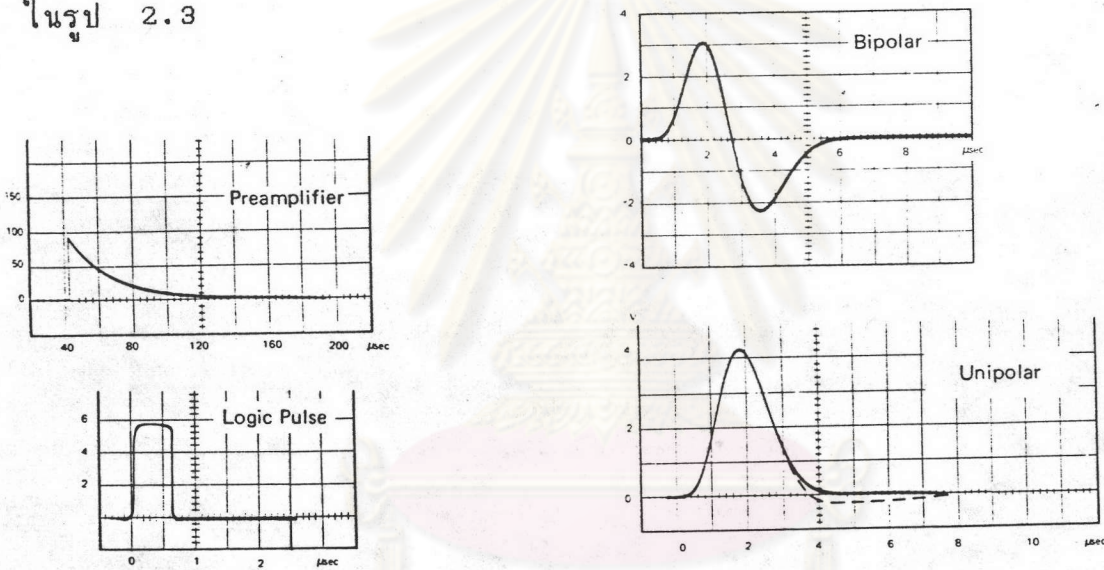 ในรูป 2.3
4
Bipolar
2
0
2 4 6 8 μsec
-2
-4
150
Preamplifier
100
50
0
40 80 120 160 200 μsec
4
Unipolar
2
0
0 2 4 6 8 10 μsec
6
Logic Pulse
4
2
0 1 2 μsec